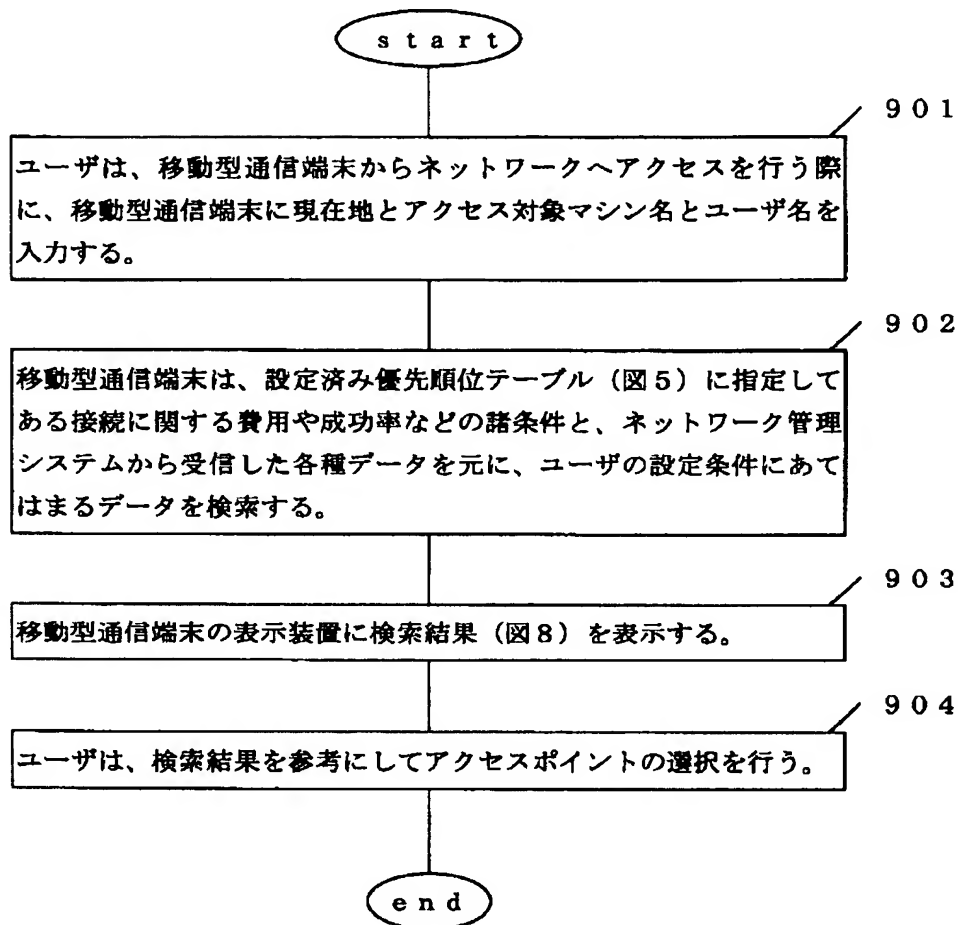 start
901
ユーザは、移動型通信端末からネットワークへアクセスを行う際
に、移動型通信端末に現在地とアクセス対象マシン名とユーザ名を
入力する。
902
移動型通信端末は、設定済み優先順位テーブル（図5）に指定して
ある接続に関する費用や成功率などの諸条件と、ネットワーク管理
システムから受信した各種データを元に、ユーザの設定条件にあて
はまるデータを検索する。
903
移動型通信端末の表示装置に検索結果（図8）を表示する。
904
ユーザは、検索結果を参考にしてアクセスポイントの選択を行う。
end